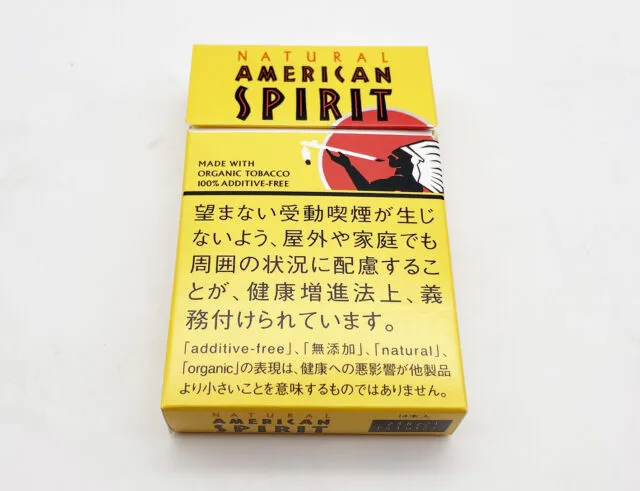 NATURAL
AMERICAN
SPIRIT
MADE WITH
ORGANIC TOBACCO
100% ADDITIVE-FREE
望まない受動喫煙が生じ
ないよう、屋外や家庭でも
周囲の状況に配慮するこ
とが、健康増進法上、義
務付けられています。
「additive-free」、「無添加」、「natural」、
「organic」の表現は、健康への悪影響が他製品
より小さいことを意味するものではありません。
NATURAL
AMERICAN
SPIRIT
14本入